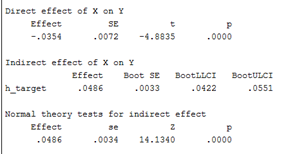 Direct effect of X on Y
Effect SE t p
-.0354 .0072 -4.8835 .0000
Indirect effect of X on Y
Effect Boot SE BootLLCI BootULCI
h_target .0486 .0033 .0422 .0551
Normal theory tests for indirect effect
Effect se Z p
.0486 .0034 14.1340 .0000